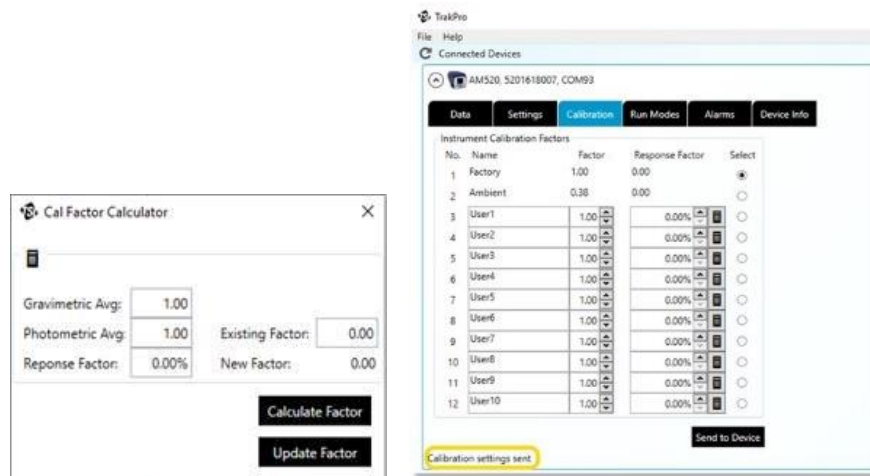 Cal Factor Calculator
Gravimetric Avg: 1.00
Photometric Avg: 1.00 Existing Factor: 0.00
Reponse Factor: 0.00% New Factor: 0.00
Calculate Factor
Update Factor
TrakPro
File Help
Connected Devices
AM520, 5201618007, COM93
Data Settings Calibration Run Modes Alarms Device Info
Instrument Calibration Factors
No. Name Factor Response Factor Select
1 Factory 1.00 0.00
2 Ambient 0.38 0.00
3 User1 1.00 0.00%
4 User2 1.00 0.00%
5 User3 1.00 0.00%
6 User4 1.00 0.00%
7 User5 1.00 0.00%
8 User6 1.00 0.00%
9 User7 1.00 0.00%
10 User8 1.00 0.00%
11 User9 1.00 0.00%
12 User10 1.00 0.00%
Send to Device
Calibration settings sent